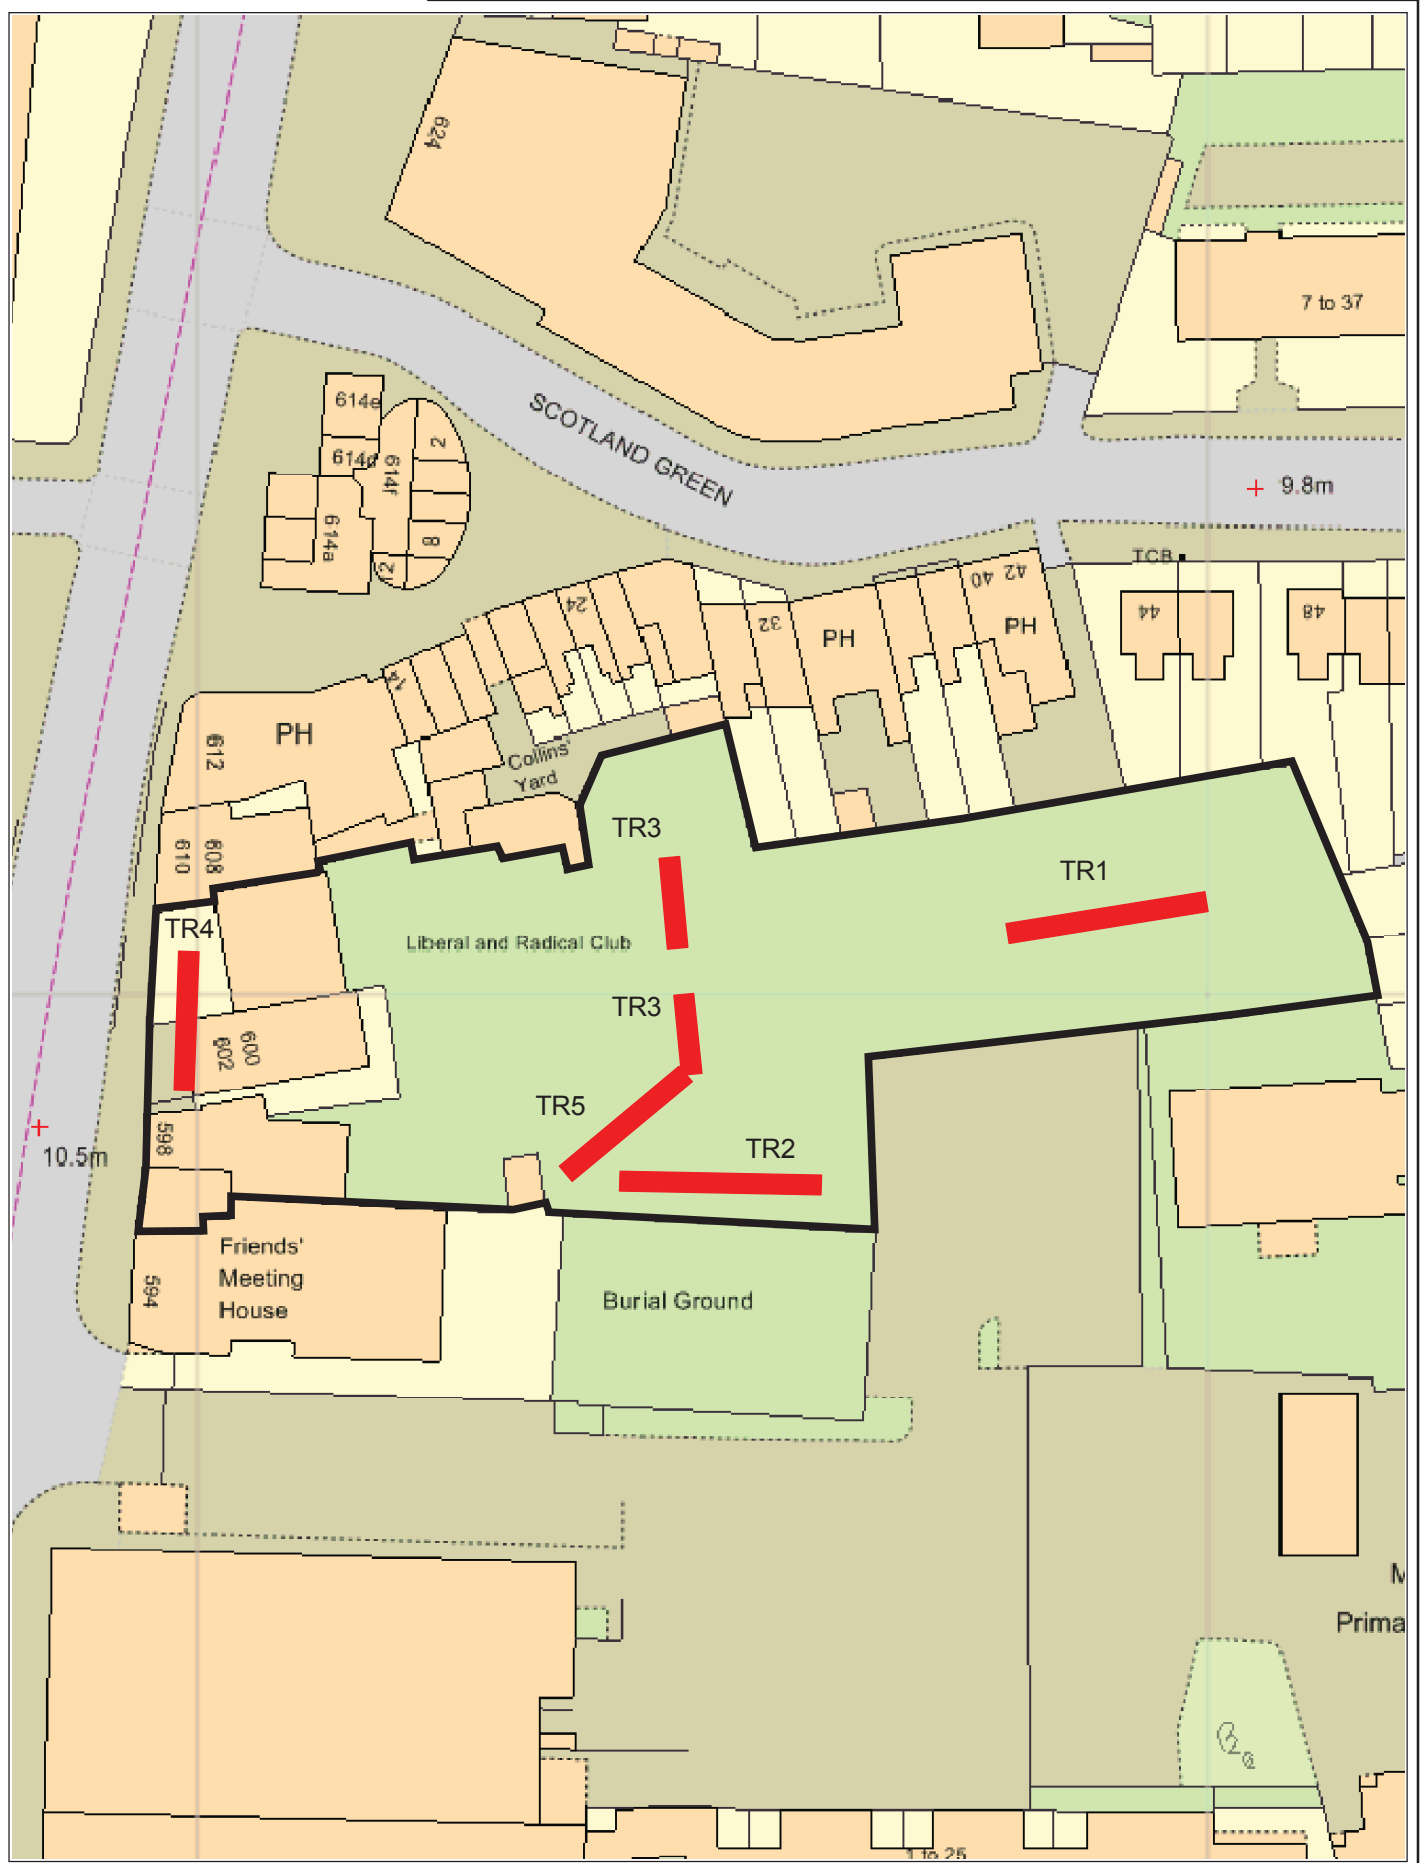 624
7 to 37
SCOTLAND GREEN
9.8m
614e
614d
614f
614a
2
8
12
TCB
14
24
32
PH
40
42
PH
44
48
612
PH
Collins'
Yard
610
608
TR3
TR1
TR4
Liberal and Radical Club
TR3
602
600
TR5
TR2
598
10.5m
594
Friends'
Meeting
House
Burial Ground
M
Prima
1 to 25